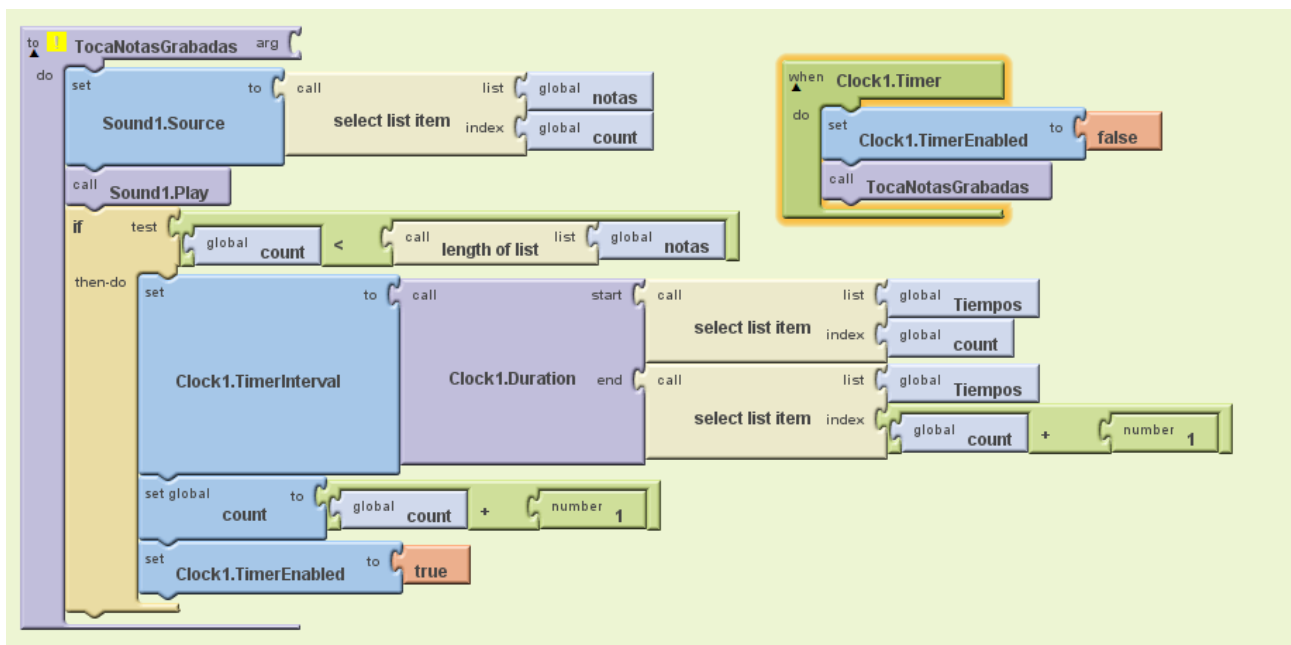 to ! TocaNotasGrabadas arg
do
set Sound1.Source to
call select list item list index
global notas
global count
call Sound1.Play
if test
global count < call length of list list global notas
then-do
set Clock1.TimerInterval to
call Clock1.Duration start end
call select list item list index
global Tiempos
global count
call select list item list index
global Tiempos
global count + number 1
set global count to global count + number 1
set Clock1.TimerEnabled to true
when Clock1.Timer
do
set Clock1.TimerEnabled to false
call TocaNotasGrabadas